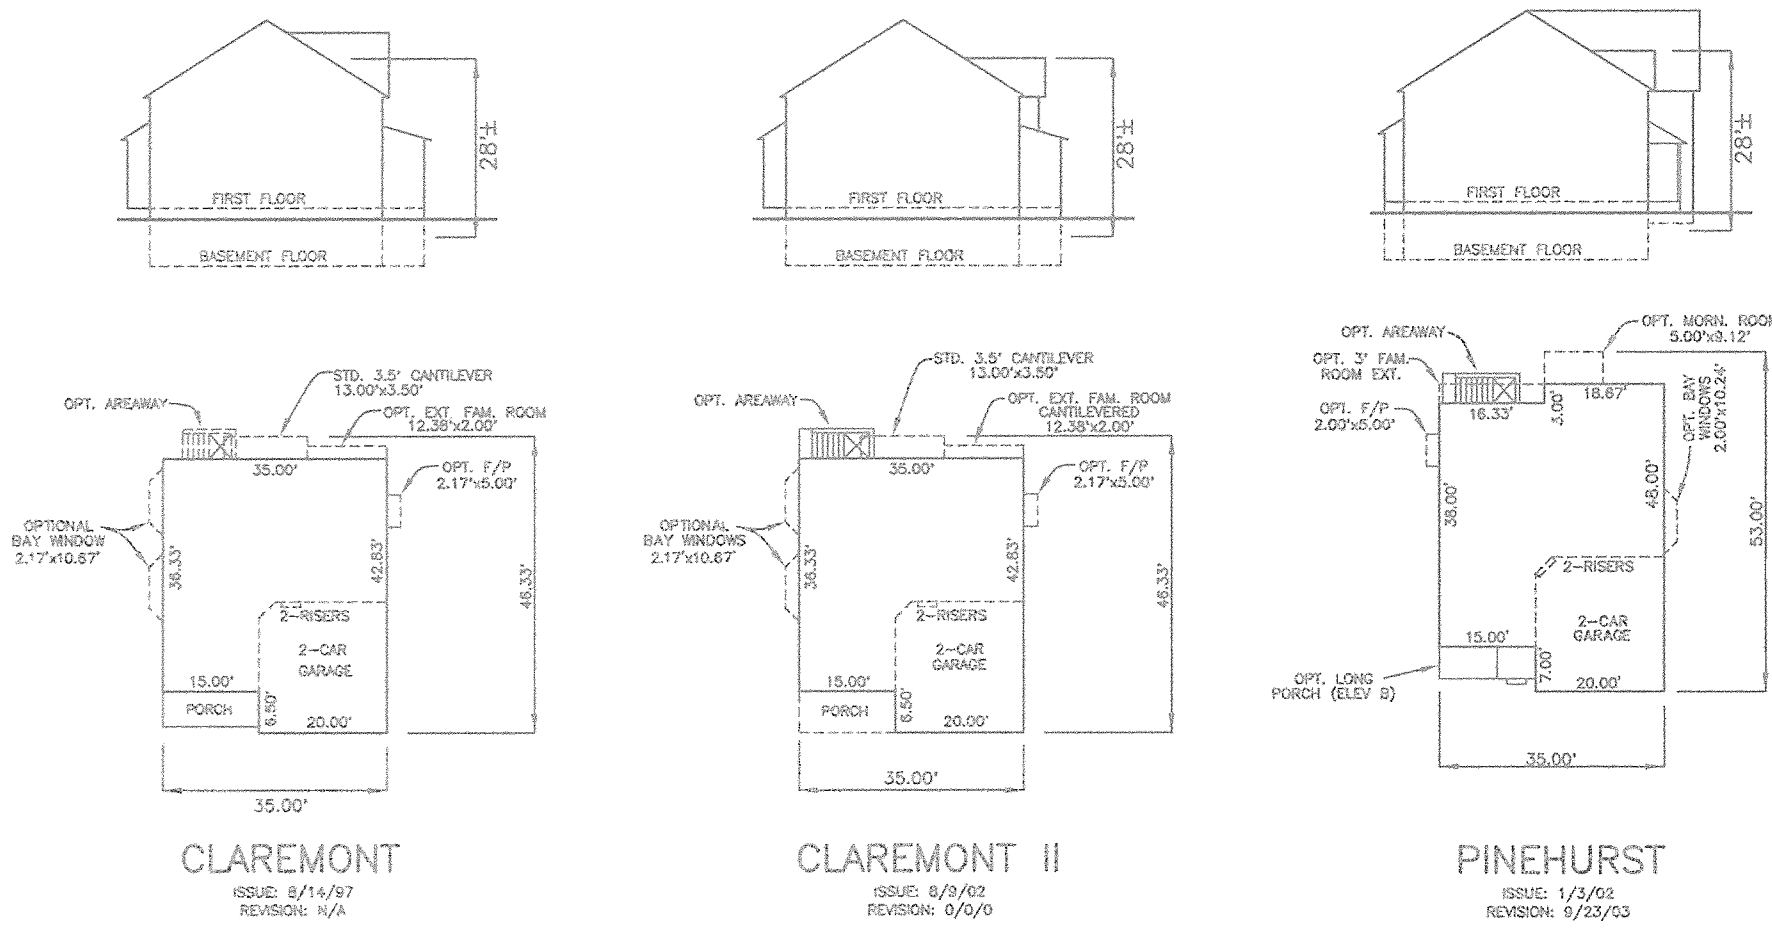 28'±
FIRST FLOOR
BASEMENT FLOOR
STD. 3.5' CANTILEVER
13.00'x3.50'
OPT. AREAWAY
OPT. EXT. FAM. ROOM
12.38'x2.00'
35.00'
OPT. F/P
2.17'x5.00'
OPTIONAL
BAY WINDOW
2.17'x10.67'
36.33'
42.83'
46.33'
2-RISERS
2-CAR
GARAGE
15.00'
PORCH
6.50'
20.00'
35.00'
CLAREMONT
ISSUE: 8/14/97
REVISION: N/A
28'±
FIRST FLOOR
BASEMENT FLOOR
STD. 3.5' CANTILEVER
13.00'x3.50'
OPT. AREAWAY
OPT. EXT. FAM. ROOM
CANTILEVERED
12.38'x2.00'
35.00'
OPT. F/P
2.17'x5.00'
OPTIONAL
BAY WINDOWS
2.17'x10.67'
36.33'
42.83'
46.33'
2-RISERS
2-CAR
GARAGE
15.00'
PORCH
6.50'
20.00'
35.00'
CLAREMONT II
ISSUE: 8/9/02
REVISION: 0/0/0
28'±
FIRST FLOOR
BASEMENT FLOOR
OPT. MORN. ROOM
5.00'x9.12'
OPT. AREAWAY
OPT. 3' FAM.
ROOM EXT.
16.33'
3.00'
18.67'
OPT. BAY
WINDOWS
2.00'x10.24'
OPT. F/P
2.00'x5.00'
38.00'
48.00'
53.00'
2-RISERS
2-CAR
GARAGE
15.00'
7.00'
20.00'
OPT. LONG
PORCH (ELEV B)
35.00'
PINEHURST
ISSUE: 1/3/02
REVISION: 9/23/03